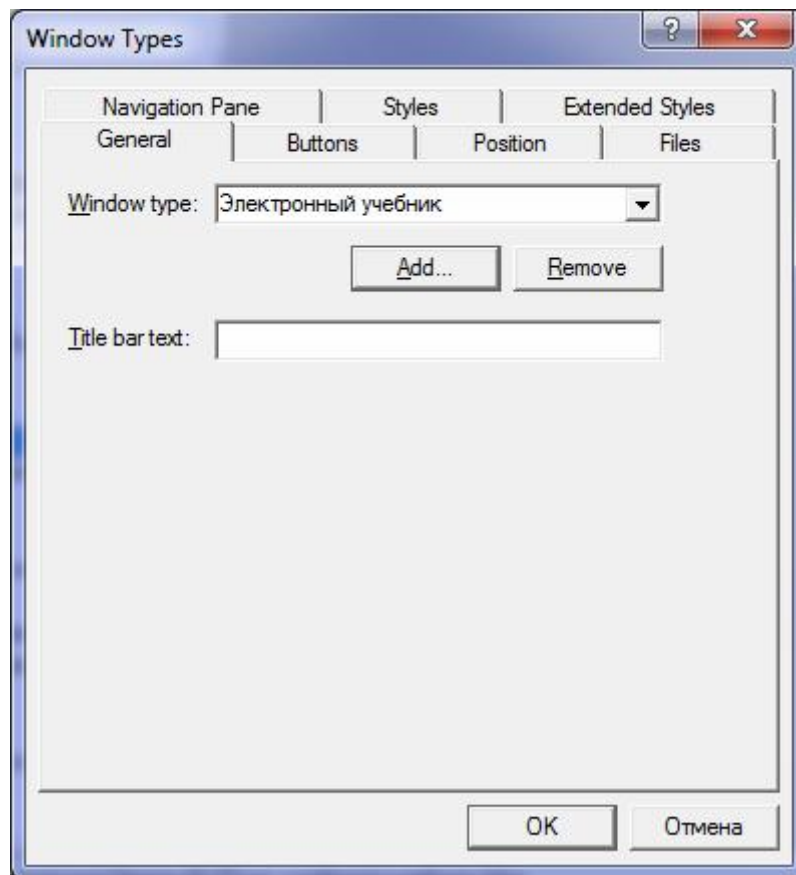 Window Types
Navigation Pane Styles Extended Styles
General Buttons Position Files
Window type: Электронный учебник
Add... Remove
Title bar text:
OK Отмена